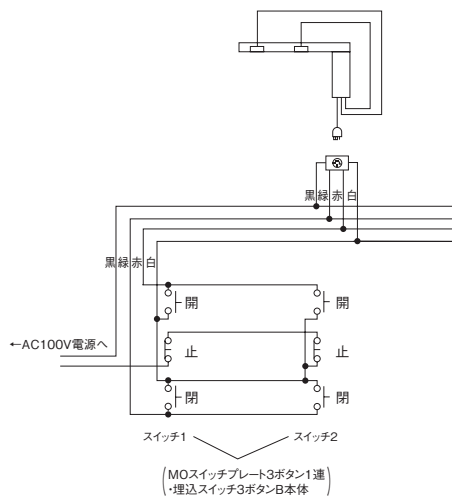 黒緑赤白
黒緑赤白
開 開
←AC100V電源へ
止 止
閉 閉
スイッチ1 スイッチ2
(MOスイッチプレート3ボタン1連
・埋込スイッチ3ボタンB本体)